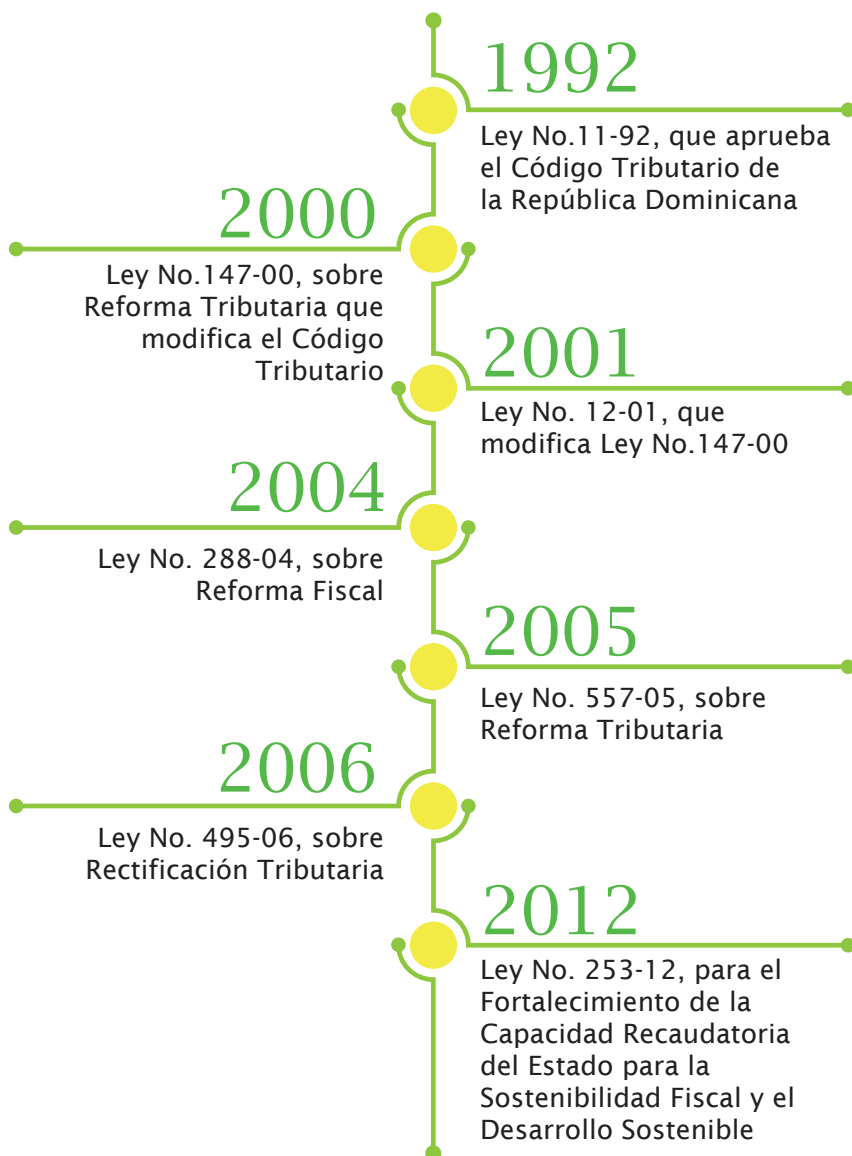 1992
Ley No.11-92, que aprueba
el Código Tributario de
la República Dominicana
2000
Ley No.147-00, sobre
Reforma Tributaria que
modifica el Código
Tributario
2001
Ley No. 12-01, que
modifica Ley No.147-00
2004
Ley No. 288-04, sobre
Reforma Fiscal
2005
Ley No. 557-05, sobre
Reforma Tributaria
2006
Ley No. 495-06, sobre
Rectificación Tributaria
2012
Ley No. 253-12, para el
Fortalecimiento de la
Capacidad Recaudatoria
del Estado para la
Sostenibilidad Fiscal y el
Desarrollo Sostenible